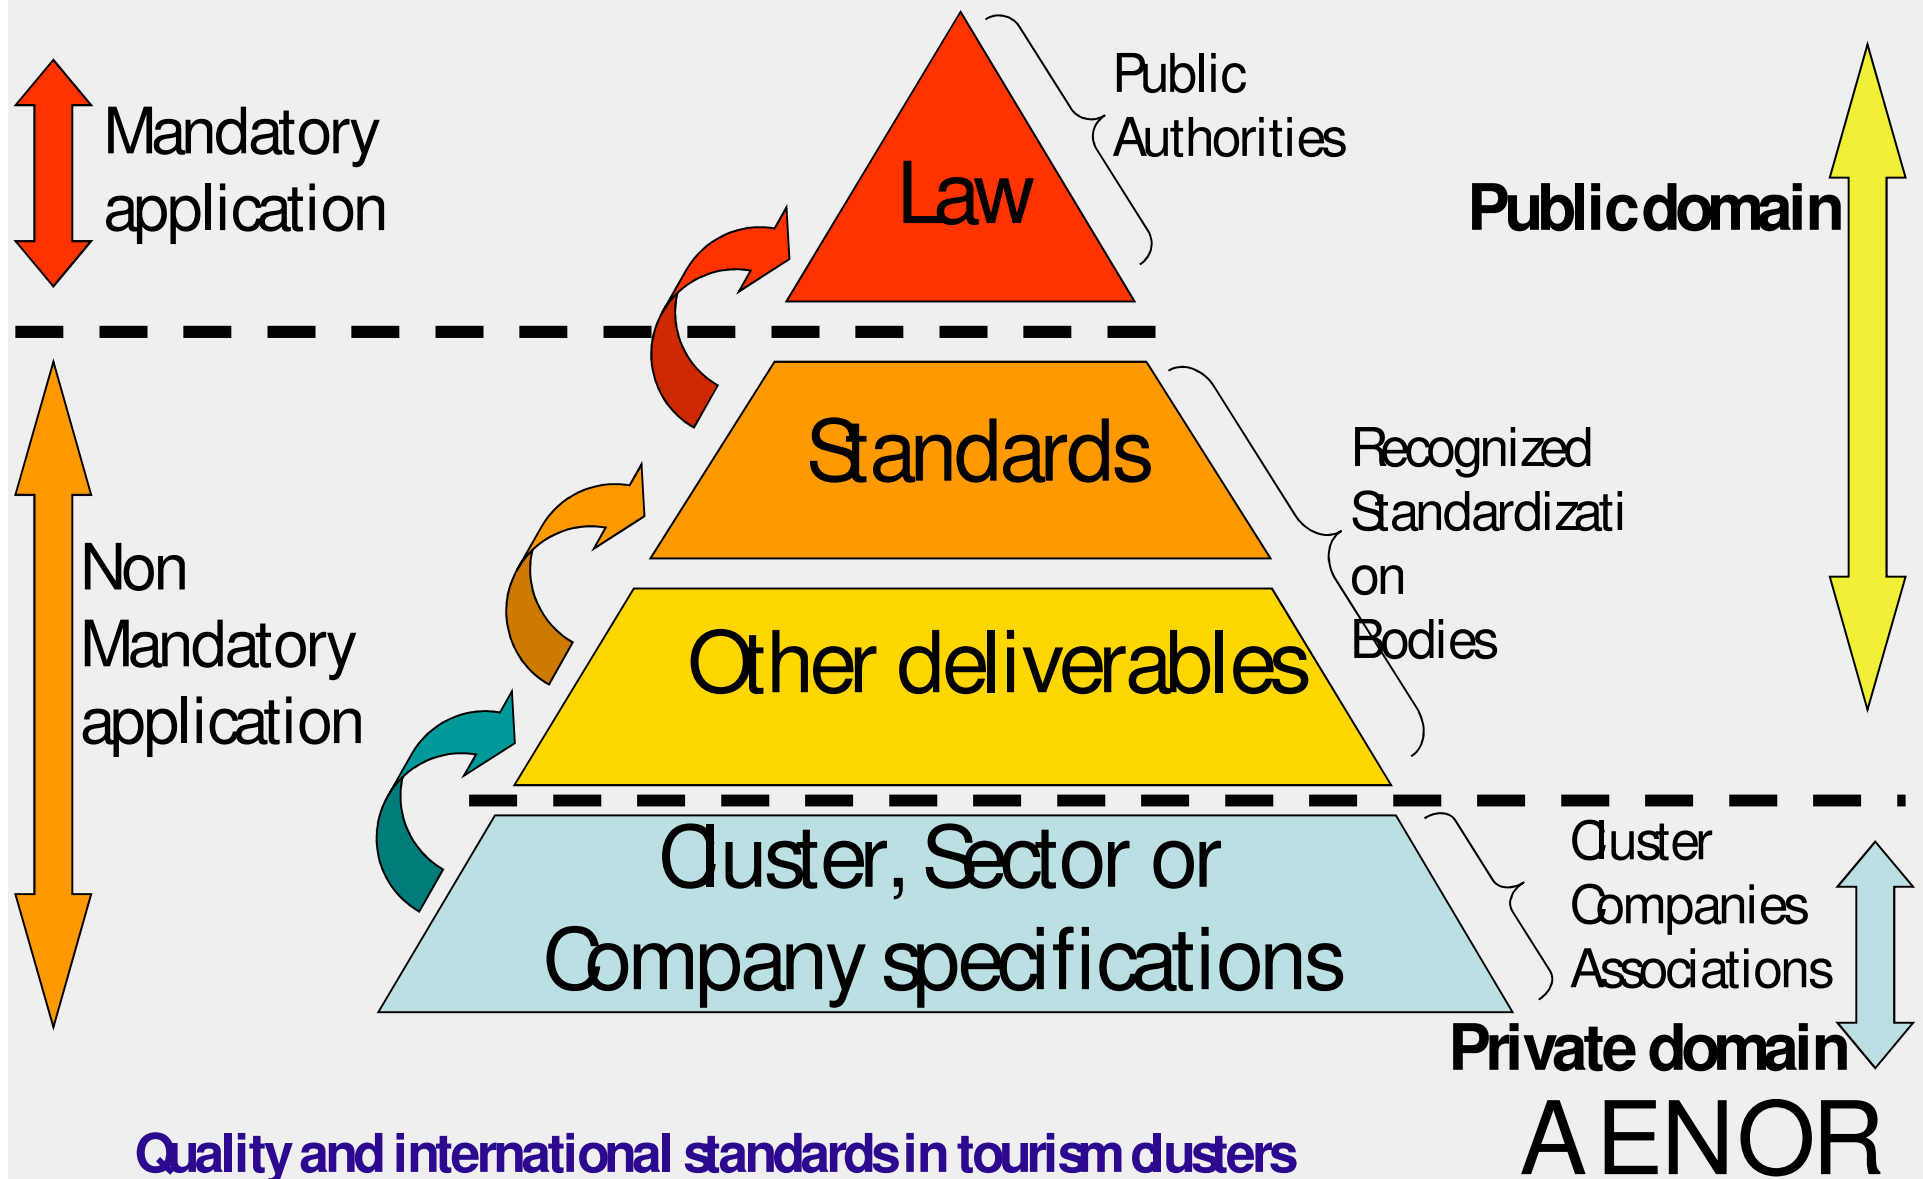 Public
Authorities
Mandatory
application
Law
Public domain
Standards
Recognized
Standardizati
on
Bodies
Non
Mandatory
application
Other deliverables
Cluster, Sector or
Company specifications
Cluster
Companies
Associations
Private domain
AENOR
Quality and international standards in tourism clusters